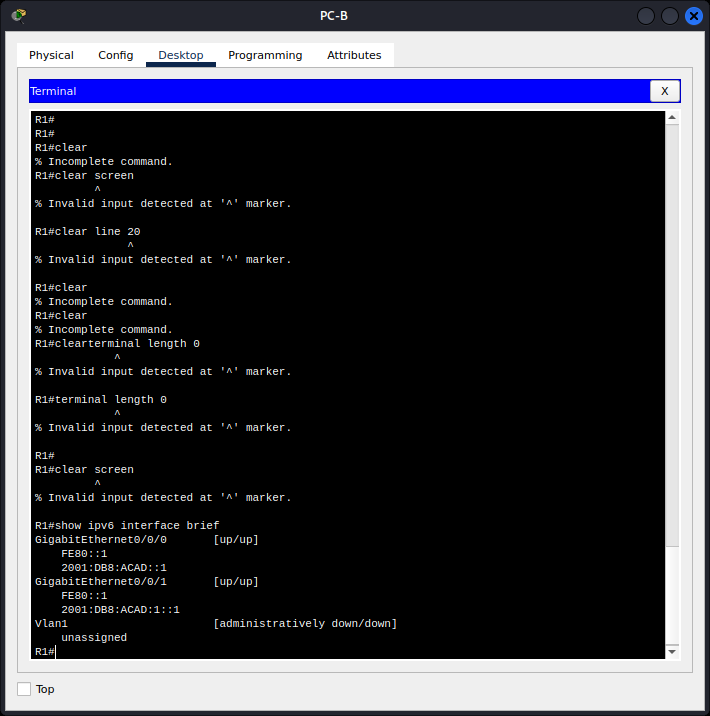 PC-B
Physical Config Desktop Programming Attributes
Terminal X
R1#
R1#
R1#clear
% Incomplete command.
R1#clear screen
^
% Invalid input detected at '^' marker.
R1#clear line 20
^
% Invalid input detected at '^' marker.
R1#clear
% Incomplete command.
R1#clear
% Incomplete command.
R1#clearterminal length 0
^
% Invalid input detected at '^' marker.
R1#terminal length 0
^
% Invalid input detected at '^' marker.
R1#
R1#clear screen
^
% Invalid input detected at '^' marker.
R1#show ipv6 interface brief
GigabitEthernet0/0/0 [up/up]
FE80::1
2001:DB8:ACAD::1
GigabitEthernet0/0/1 [up/up]
FE80::1
2001:DB8:ACAD:1::1
Vlan1 [administratively down/down]
unassigned
R1#
Top